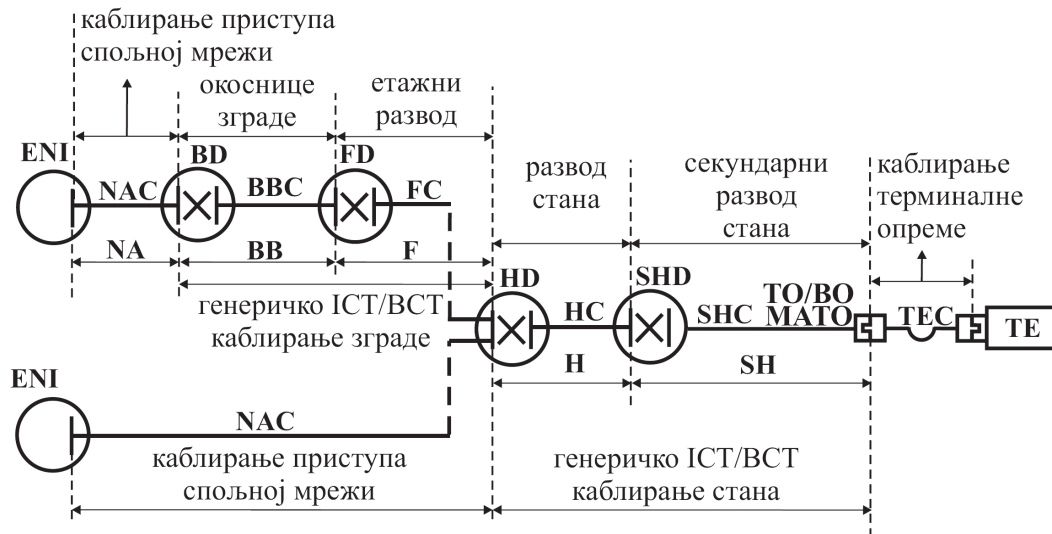 каблирање приступа
спољној мрежи
окоснице
зграде
етажни
развод
ENI
BD
FD
NAC
BBC
FC
развод
стана
секундарни
развод
стана
каблирање
терминалне
опреме
NA
BB
F
HD
SHD
генеричко ICT/BCT
каблирање зграде
HC
SHC
TO/BO
MATO
TEC
TE
H
SH
ENI
NAC
каблирање приступа
спољној мрежи
генеричко ICT/BCT
каблирање стана